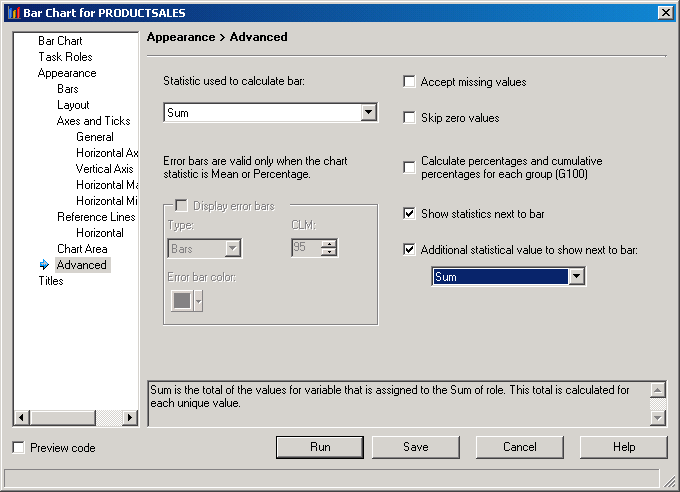 Bar Chart for PRODUCTSALES
Bar Chart
Task Roles
Appearance
Bars
Layout
Axes and Ticks
General
Horizontal Ax
Vertical Axis
Horizontal Ma
Horizontal Mi
Reference Lines
Horizontal
Chart Area
Advanced
Titles
Appearance > Advanced
Statistic used to calculate bar:
Sum
Error bars are valid only when the chart
statistic is Mean or Percentage.
Display error bars
Type:
CLM:
Bars
95
Error bar color:
Accept missing values
Skip zero values
Calculate percentages and cumulative
percentages for each group (G100)
Show statistics next to bar
Additional statistical value to show next to bar:
Sum
Sum is the total of the values for variable that is assigned to the Sum of role. This total is calculated for
each unique value.
Preview code
Run
Save
Cancel
Help